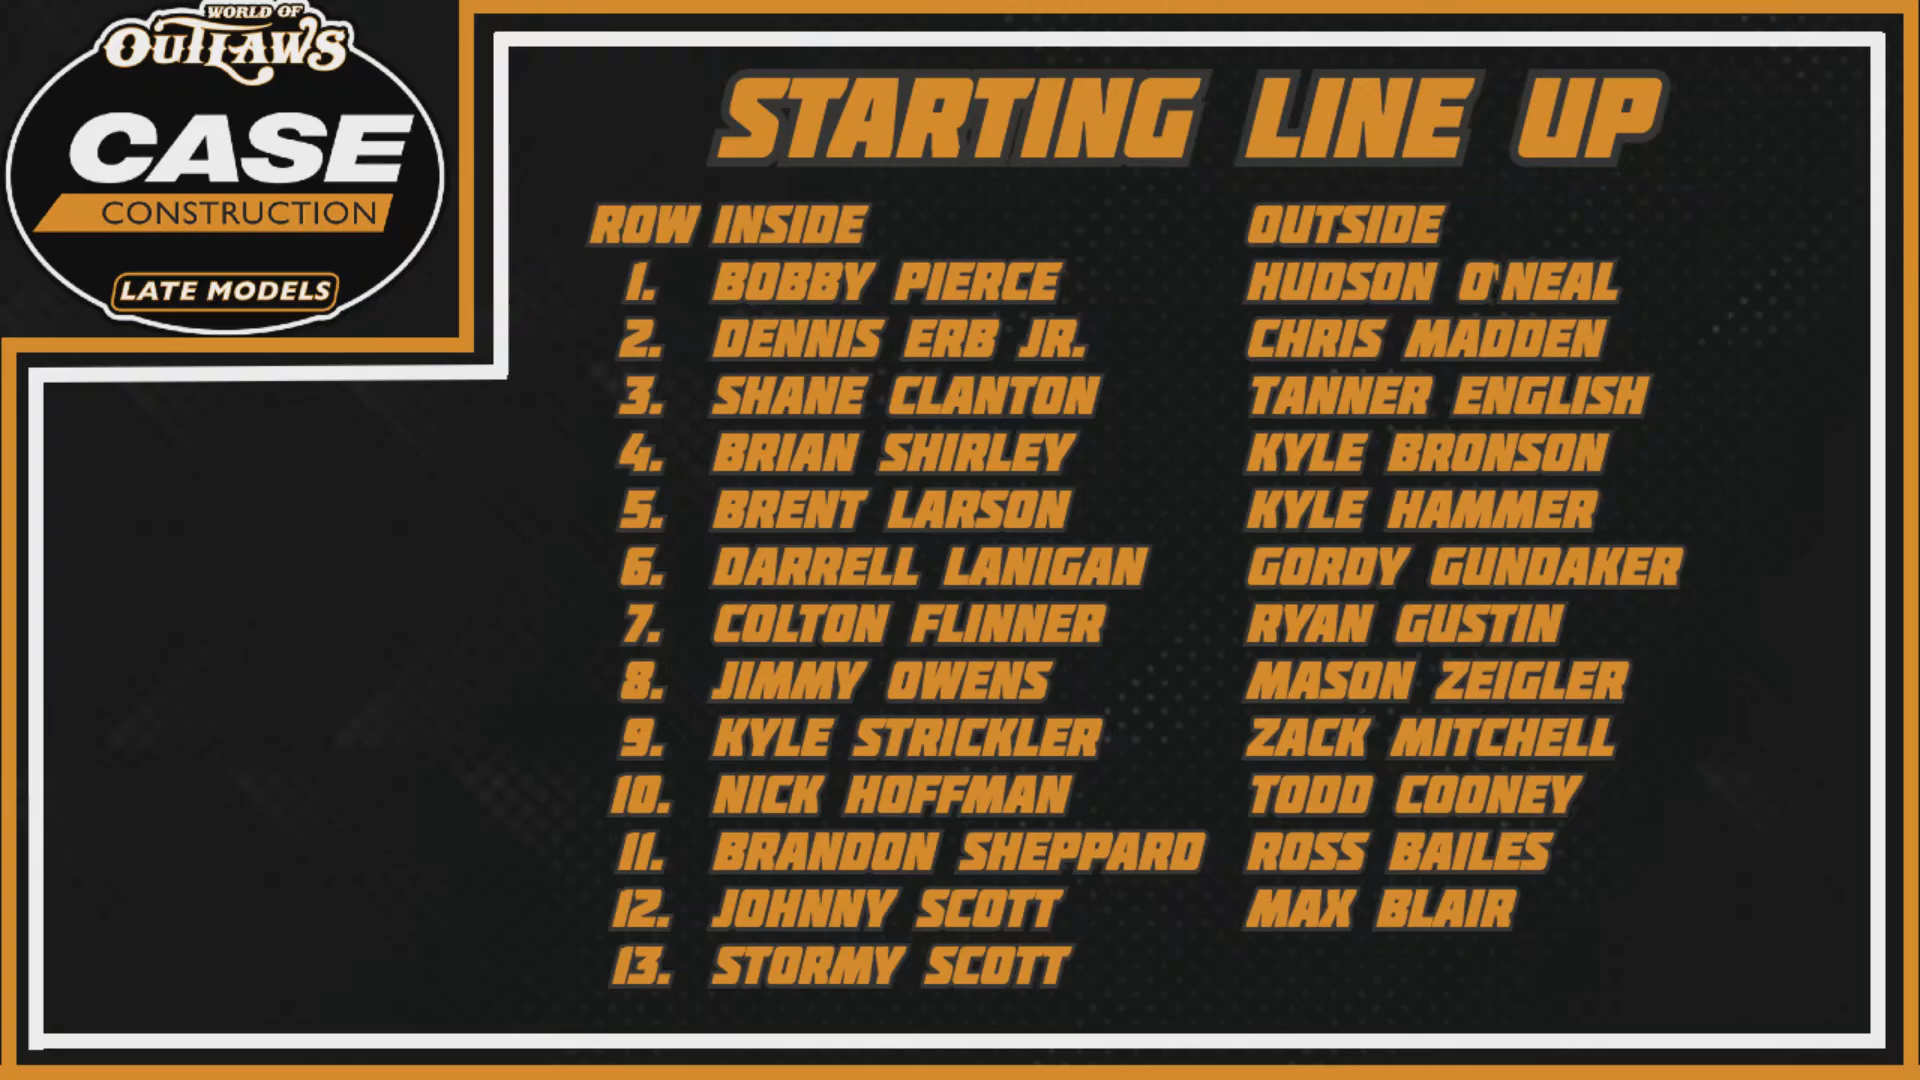 WORLD OF
OUTLAWS
CASE
CONSTRUCTION
LATE MODELS
STARTING LINE UP
ROW INSIDE OUTSIDE
1. BOBBY PIERCE HUDSON O'NEAL
2. DENNIS ERB JR. CHRIS MADDEN
3. SHANE CLANTON TANNER ENGLISH
4. BRIAN SHIRLEY KYLE BRONSON
5. BRENT LARSON KYLE HAMMER
6. DARRELL LANIGAN GORDY GUNDAKER
7. COLTON FLINNER RYAN GUSTIN
8. JIMMY OWENS MASON ZEIGLER
9. KYLE STRICKLER ZACK MITCHELL
10. NICK HOFFMAN TODD COONEY
11. BRANDON SHEPPARD ROSS BAILES
12. JOHNNY SCOTT MAX BLAIR
13. STORMY SCOTT